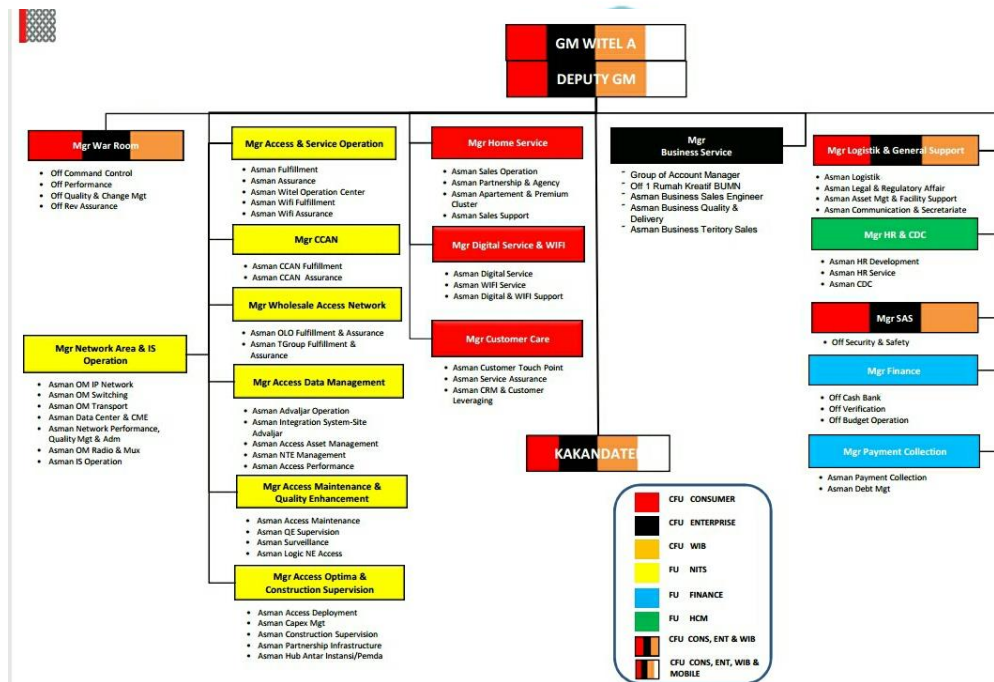 GM WITEL A
DEPUTY GM
Mgr War Room
• Off Command Control
• Off Performance
• Off Quality & Change Mgt
• Off Rev Assurance
Mgr Network Area & IS
Operation
• Asman OM IP Network
• Asman OM Switching
• Asman OM Transport
• Asman Data Center & CME
• Asman Network Performance,
Quality Mgt & Adm
• Asman OM Radio & Mux
• Asman IS Operation
Mgr Access & Service Operation
• Asman Fulfillment
• Asman Assurance
• Asman Witel Operation Center
• Asman Wifi Fulfillment
• Asman Wifi Assurance
Mgr CCAN
• Asman CCAN Fulfillment
• Asman CCAN Assurance
Mgr Wholesale Access Network
• Asman OLO Fulfillment & Assurance
• Asman TGroup Fulfillment &
Assurance
Mgr Access Data Management
• Asman Advaljar Operation
• Asman Integration System-Site
Advaljar
• Asman Access Asset Management
• Asman NTE Management
• Asman Access Performance
Mgr Access Maintenance &
Quality Enhancement
• Asman Access Maintenance
• Asman QE Supervision
• Asman Surveillance
• Asman Logic NE Access
Mgr Access Optima &
Construction Supervision
• Asman Access Deployment
• Asman Capex Mgt
• Asman Construction Supervision
• Asman Partnership Infrastructure
• Asman Hub Antar Instansi/Pemda
Mgr Home Service
• Asman Sales Operation
• Asman Partnership & Agency
• Asman Apartement & Premium
Cluster
• Asman Sales Support
Mgr Digital Service & WIFI
• Asman Digital Service
• Asman WIFI Service
• Asman Digital & WIFI Support
Mgr Customer Care
• Asman Customer Touch Point
• Asman Service Assurance
• Asman CRM & Customer
Leveraging
KAKANDATEL
Mgr
Business Service
- Group of Account Manager
- Off 1 Rumah Kreatif BUMN
- Asman Business Sales Engineer
- Asman Business Quality &
Delivery
- Asman Business Teritory Sales
Mgr Logistik & General Support
• Asman Logistik
• Asman Legal & Regulatory Affair
• Asman Asset Mgt & Facility Support
• Asman Communication & Secretariate
Mgr HR & CDC
• Asman HR Development
• Asman HR Service
• Asman CDC
Mgr SAS
• Off Security & Safety
Mgr Finance
• Off Cash Bank
• Off Verification
• Off Budget Operation
Mgr Payment Collection
• Asman Payment Collection
• Asman Debt Mgt
CFU CONSUMER
CFU ENTERPRISE
CFU WIB
FU NITS
FU FINANCE
FU HCM
CFU CONS, ENT & WIB
CFU CONS, ENT, WIB &
MOBILE